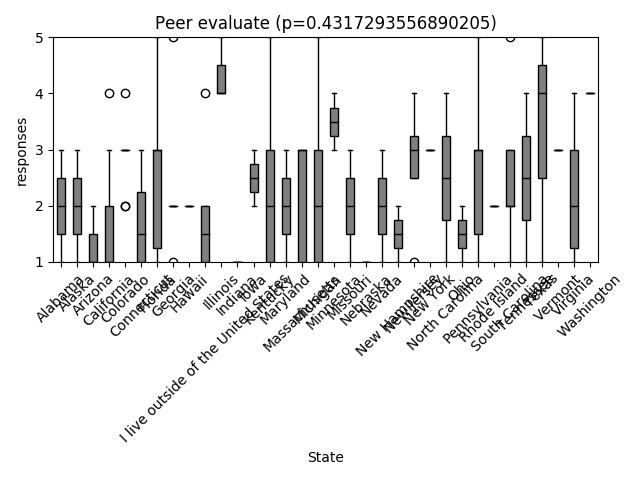 Peer evaluate (p=0.4317293556890205)
responses
5
4
3
2
1
Alabama
Alaska
Arizona
California
Colorado
Connecticut
Florida
Georgia
Hawaii
Illinois
Indiana
Iowa
I live outside of the United States
Kentucky
Maryland
Massachusetts
Michigan
Minnesota
Missouri
Nebraska
Nevada
New Hampshire
New Jersey
New York
North Carolina
Ohio
Pennsylvania
Rhode Island
South Carolina
Tennessee
Texas
Vermont
Virginia
Washington
State